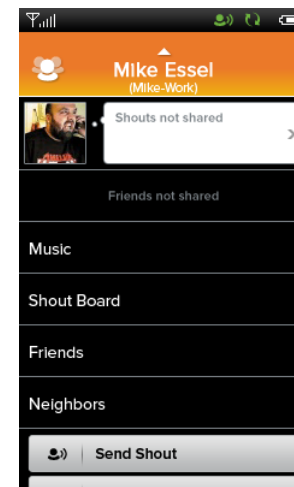 Mike Essel
(Mike-Work)
Shouts not shared
Friends not shared
Music
Shout Board
Friends
Neighbors
Send Shout